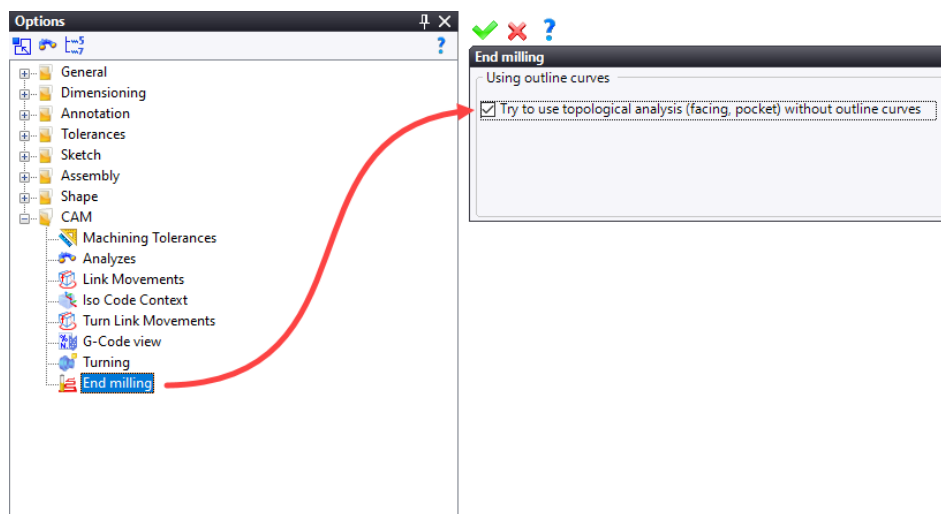 Options
General
Dimensioning
Annotation
Tolerances
Sketch
Assembly
Shape
CAM
Machining Tolerances
Analyzes
Link Movements
Iso Code Context
Turn Link Movements
G-Code view
Turning
End milling
End milling
Using outline curves
Try to use topological analysis (facing, pocket) without outline curves